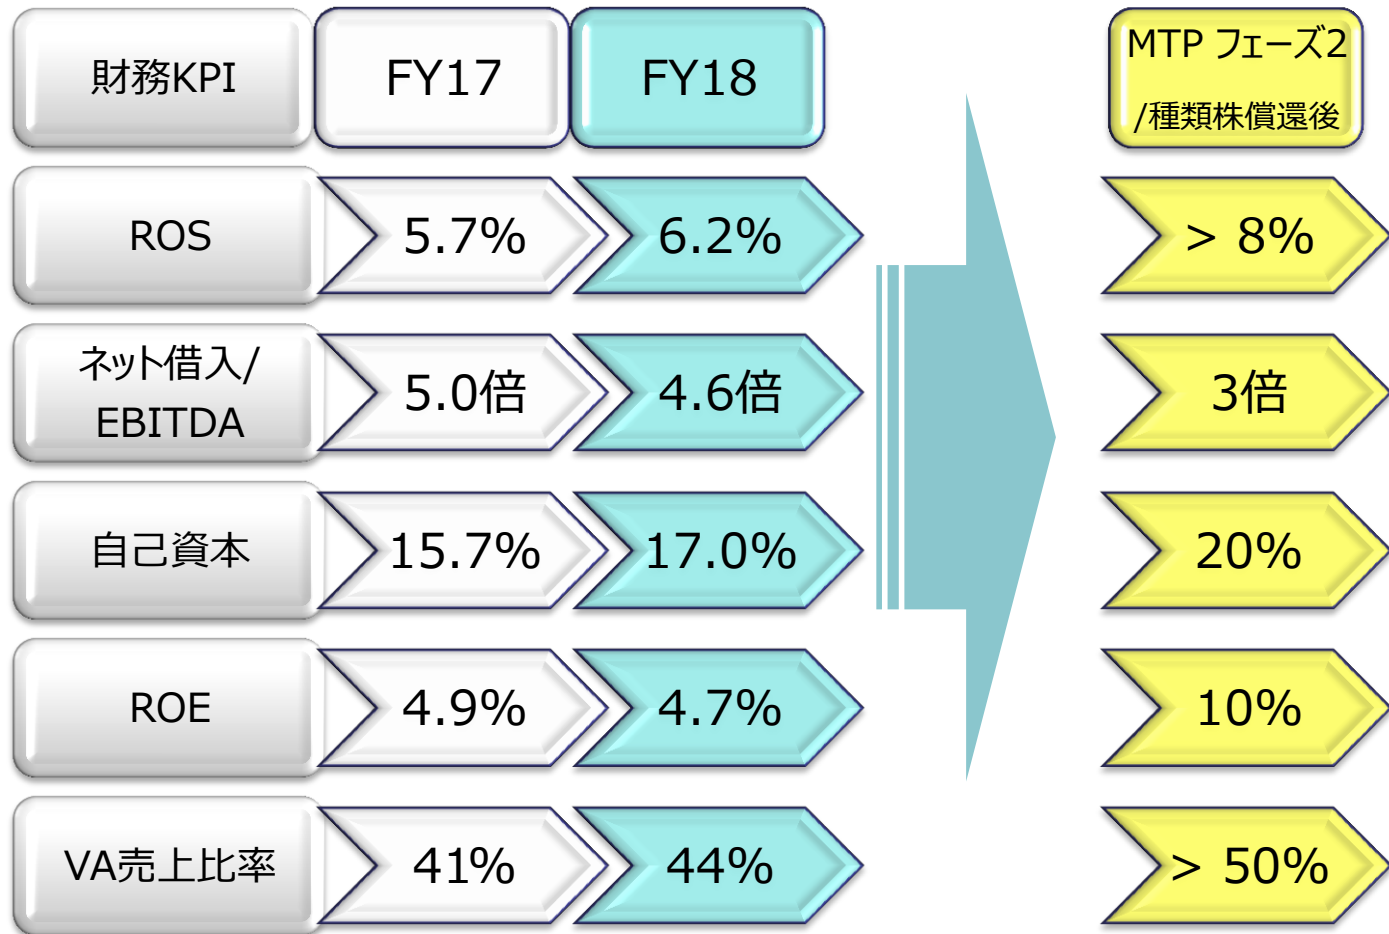 財務KPI
FY17
FY18
MTP フェーズ2
/種類株償還後
ROS
5.7%
6.2%
> 8%
ネット借入/
EBITDA
5.0倍
4.6倍
3倍
自己資本
15.7%
17.0%
20%
ROE
4.9%
4.7%
10%
VA売上比率
41%
44%
> 50%